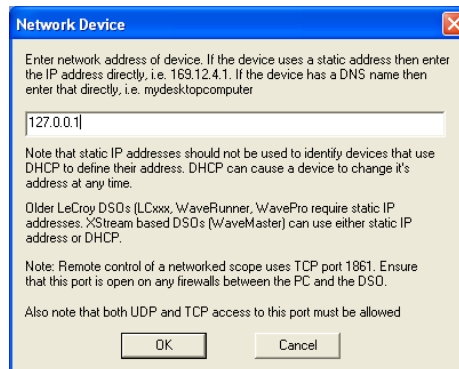 Network Device
Enter network address of device. If the device uses a static address then enter
the IP address directly, i.e. 169.12.4.1. If the device has a DNS name then
enter that directly, i.e. mydesktopcomputer
127.0.0.1
Note that static IP addresses should not be used to identify devices that use
DHCP to define their address. DHCP can cause a device to change it's
address at any time.
Older LeCroy DSOs (LCxxx, WaveRunner, WavePro require static IP
addresses. XStream based DSOs (WaveMaster) can use either static IP
address or DHCP.
Note: Remote control of a networked scope uses TCP port 1861. Ensure
that this port is open on any firewalls between the PC and the DSO.
Also note that both UDP and TCP access to this port must be allowed
OK
Cancel